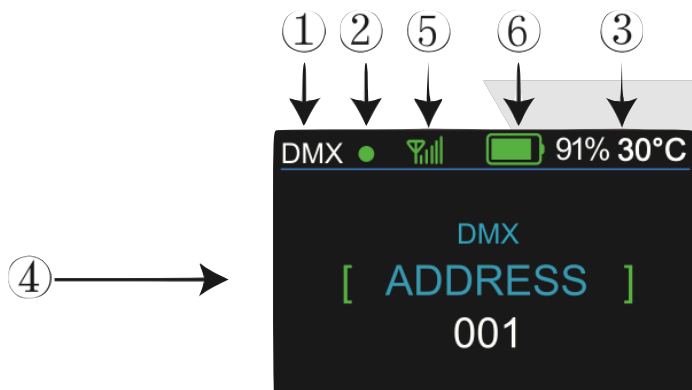 ① ② ⑤ ⑥ ③
DMX 91% 30°C
④
DMX
[ ADDRESS ]
001